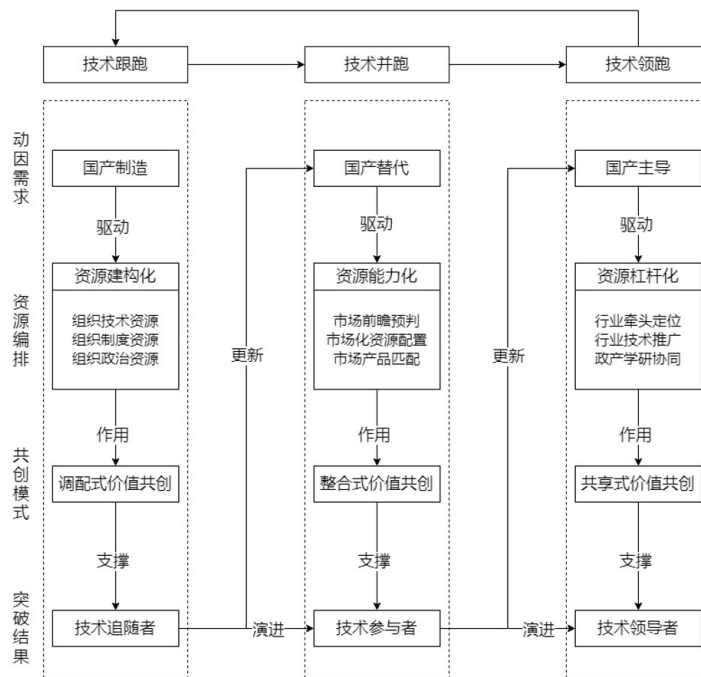 技术跟跑
技术并跑
技术领跑
动因需求
国产制造
国产替代
国产主导
驱动
驱动
驱动
资源编排
资源建构化
组织技术资源
组织制度资源
组织政治资源
更新
资源能力化
市场前瞻预判
市场化资源配置
市场产品匹配
更新
资源杠杆化
行业牵头定位
行业技术推广
政产学研协同
作用
作用
作用
共创模式
调配式价值共创
整合式价值共创
共享式价值共创
支撑
支撑
支撑
突破结果
技术追随者
演进
技术参与者
演进
技术领导者